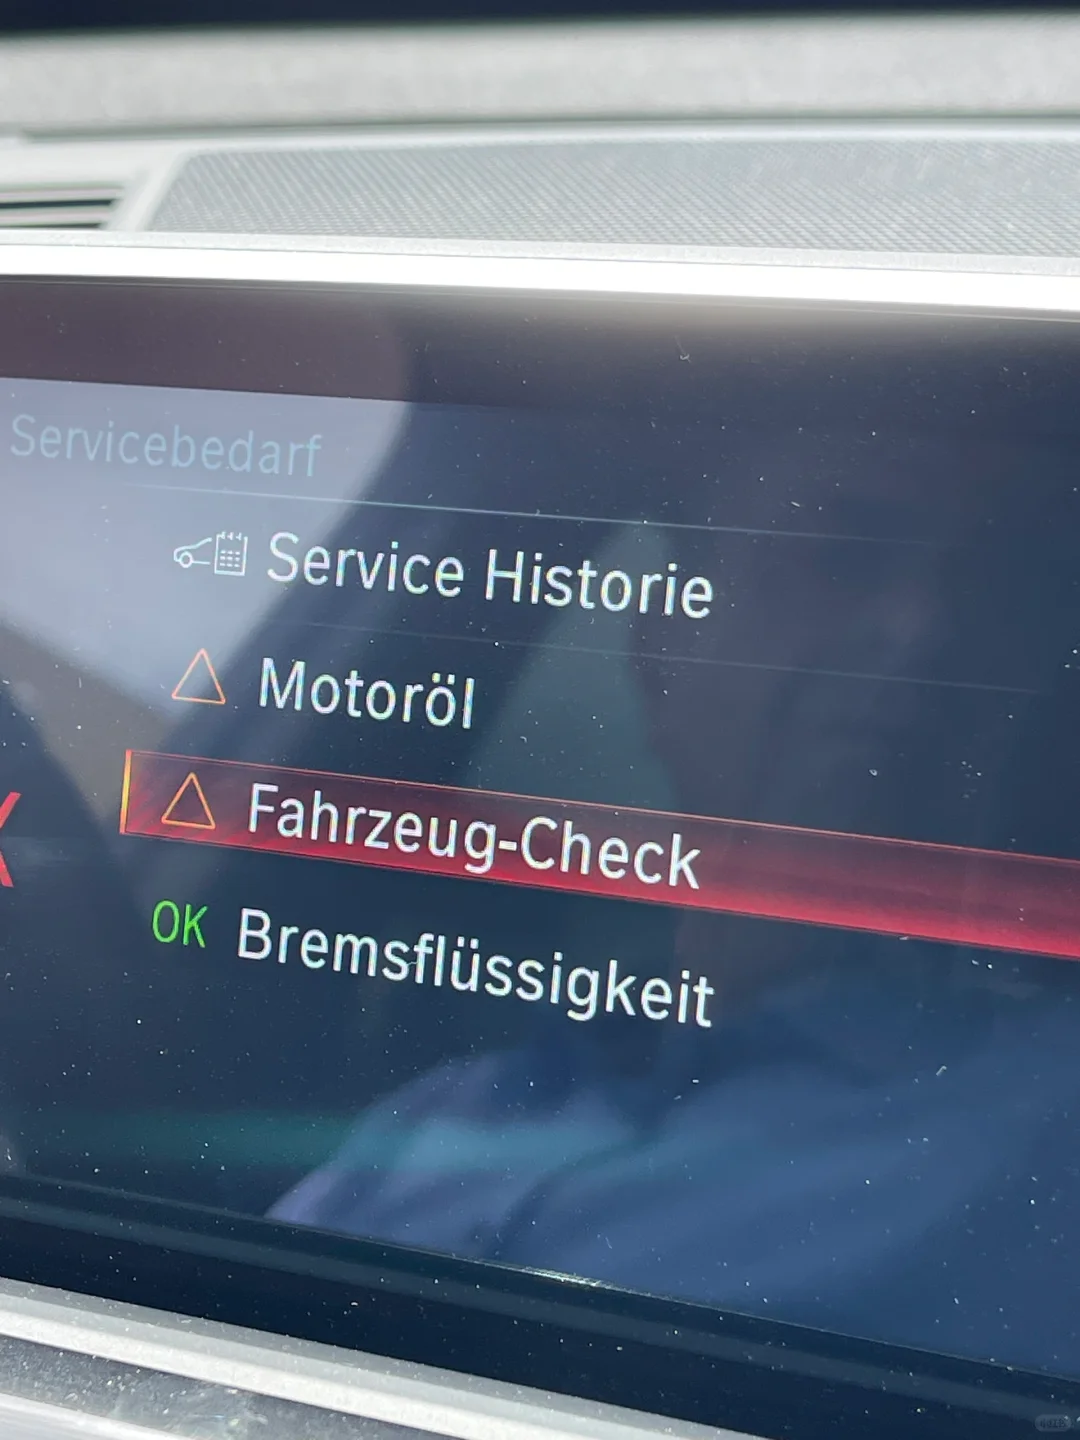 Servicebedarf
Service Historie
Motoröl
Fahrzeug-Check
OK Bremsflüssigkeit